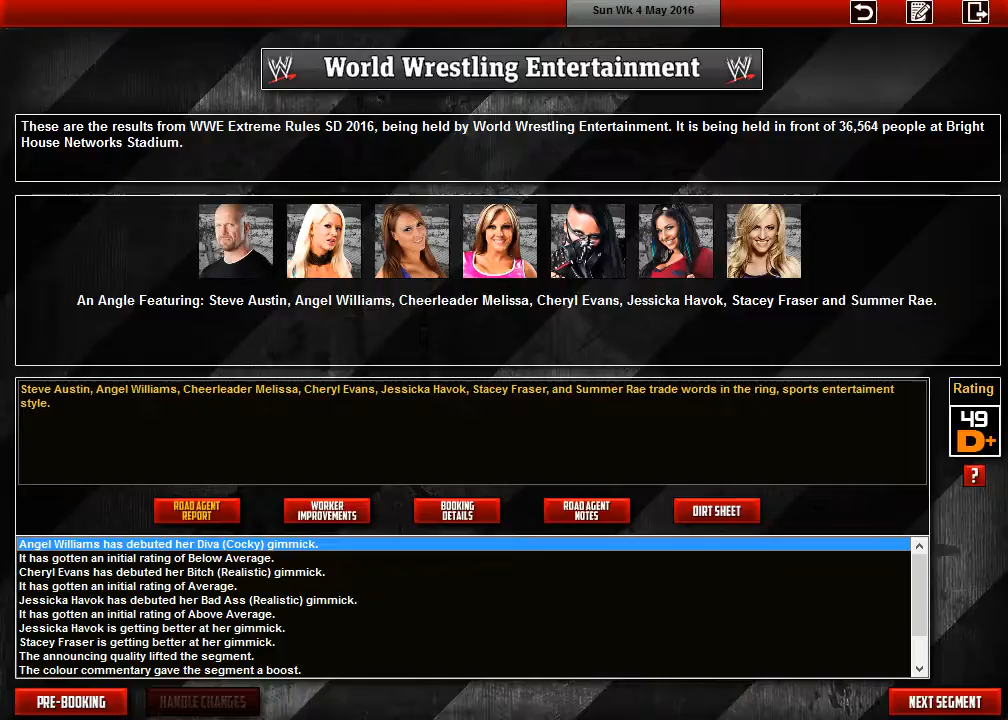 Sun Wk 4 May 2016
World Wrestling Entertainment
These are the results from WWE Extreme Rules SD 2016, being held by World Wrestling Entertainment. It is being held in front of 36,564 people at Bright
House Networks Stadium.
An Angle Featuring: Steve Austin, Angel Williams, Cheerleader Melissa, Cheryl Evans, Jessicka Havok, Stacey Fraser and Summer Rae.
Steve Austin, Angel Williams, Cheerleader Melissa, Cheryl Evans, Jessicka Havok, Stacey Fraser, and Summer Rae trade words in the ring, sports entertaiment
style.
Rating
49
D+
?
ROAD AGENT
REPORT
WORKER
IMPROVEMENTS
BOOKING
DETAILS
ROAD AGENT
NOTES
DIRT SHEET
Angel Williams has debuted her Diva (Cocky) gimmick.
It has gotten an initial rating of Below Average.
Cheryl Evans has debuted her Bitch (Realistic) gimmick.
It has gotten an initial rating of Average.
Jessicka Havok has debuted her Bad Ass (Realistic) gimmick.
It has gotten an initial rating of Above Average.
Jessicka Havok is getting better at her gimmick.
Stacey Fraser is getting better at her gimmick.
The announcing quality lifted the segment.
The colour commentary gave the segment a boost.
PRE-BOOKING
HANDLE CHANGES
NEXT SEGMENT